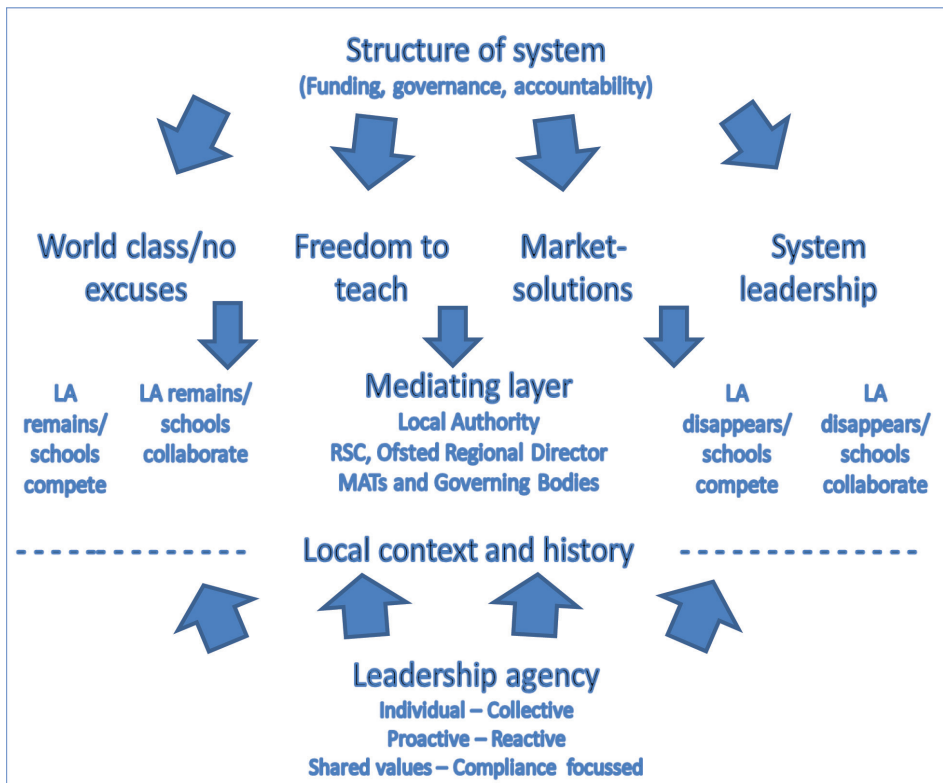 Structure of system
(Funding, governance, accountability)
World class/no
excuses
Freedom to
teach
Market-
solutions
System
leadership
LA
remains/
schools
compete
LA remains/
schools
collaborate
Mediating layer
Local Authority
RSC, Ofsted Regional Director
MATs and Governing Bodies
LA
disappears/
schools
compete
LA
disappears/
schools
collaborate
Local context and history
Leadership agency
Individual – Collective
Proactive – Reactive
Shared values – Compliance focussed